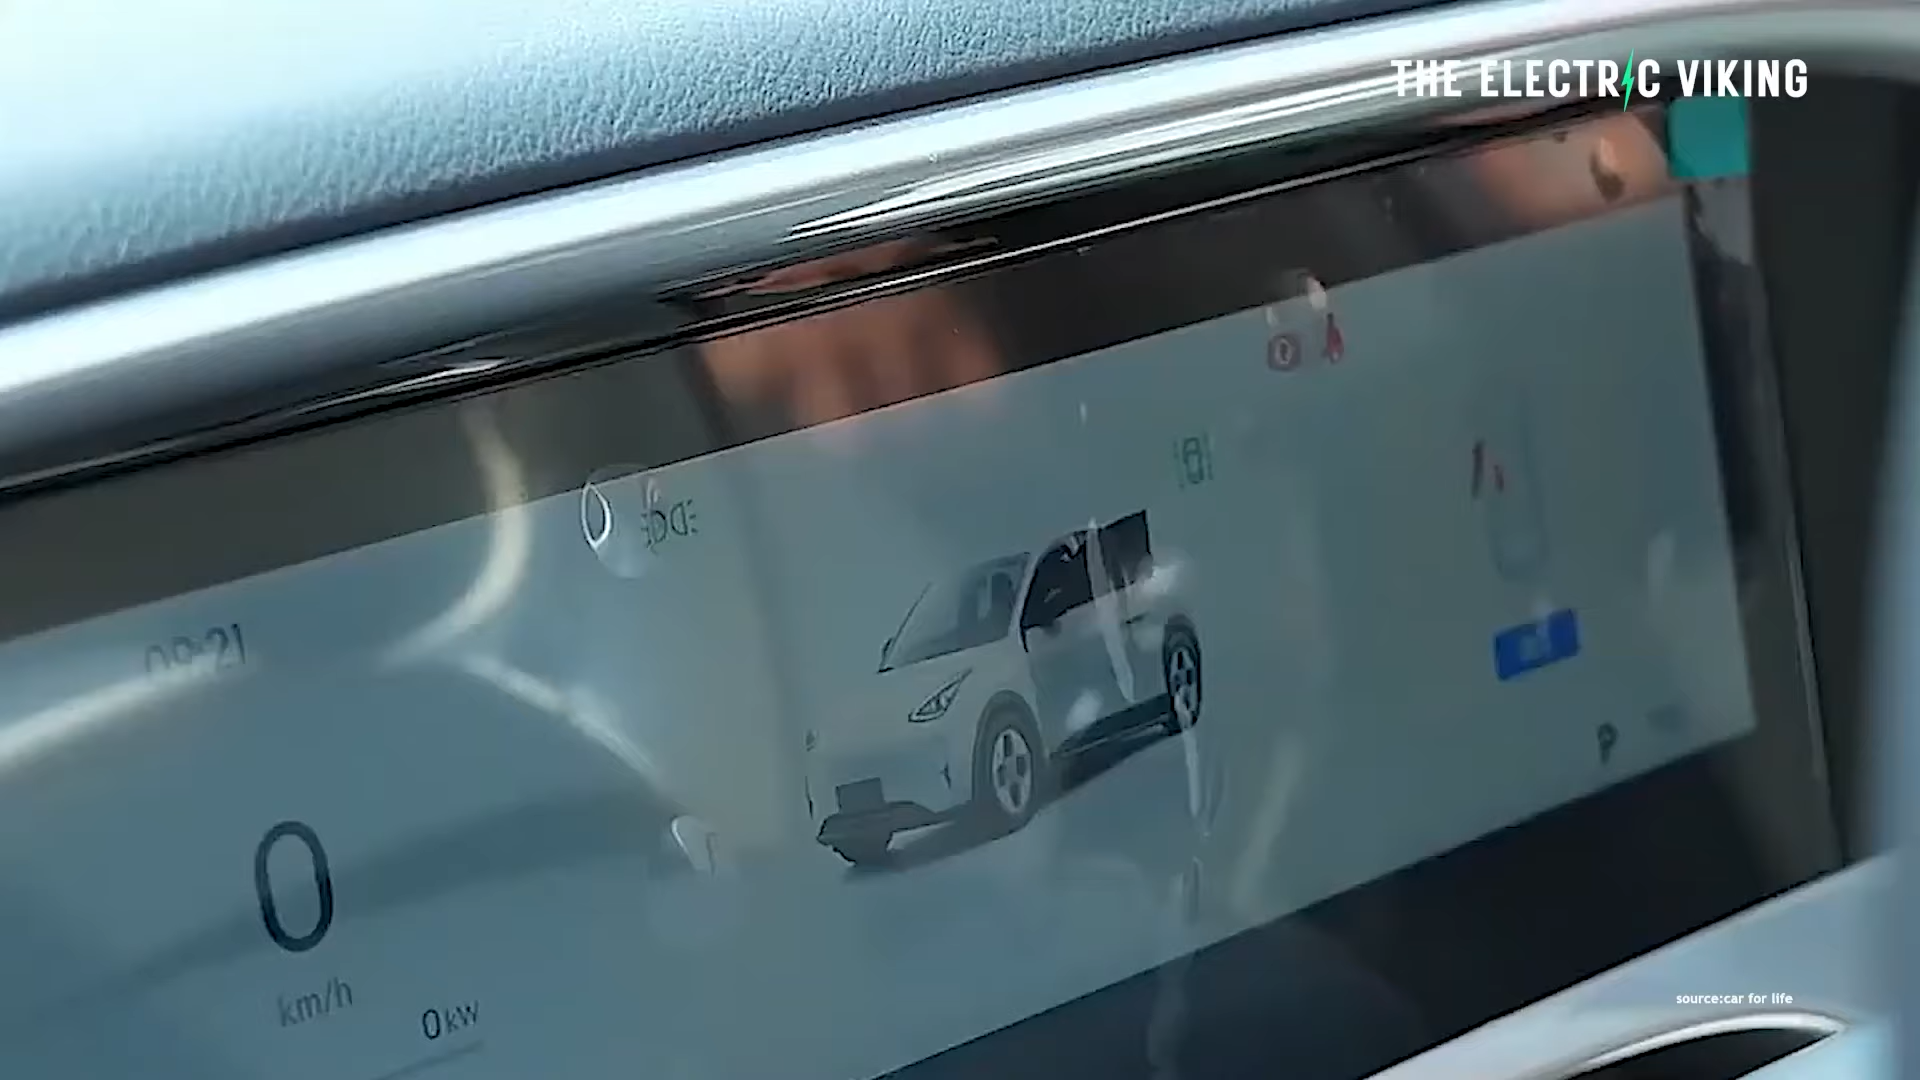 THE ELECTRIC VIKING
09:21
0
km/h
0 kW
P
source:car for life